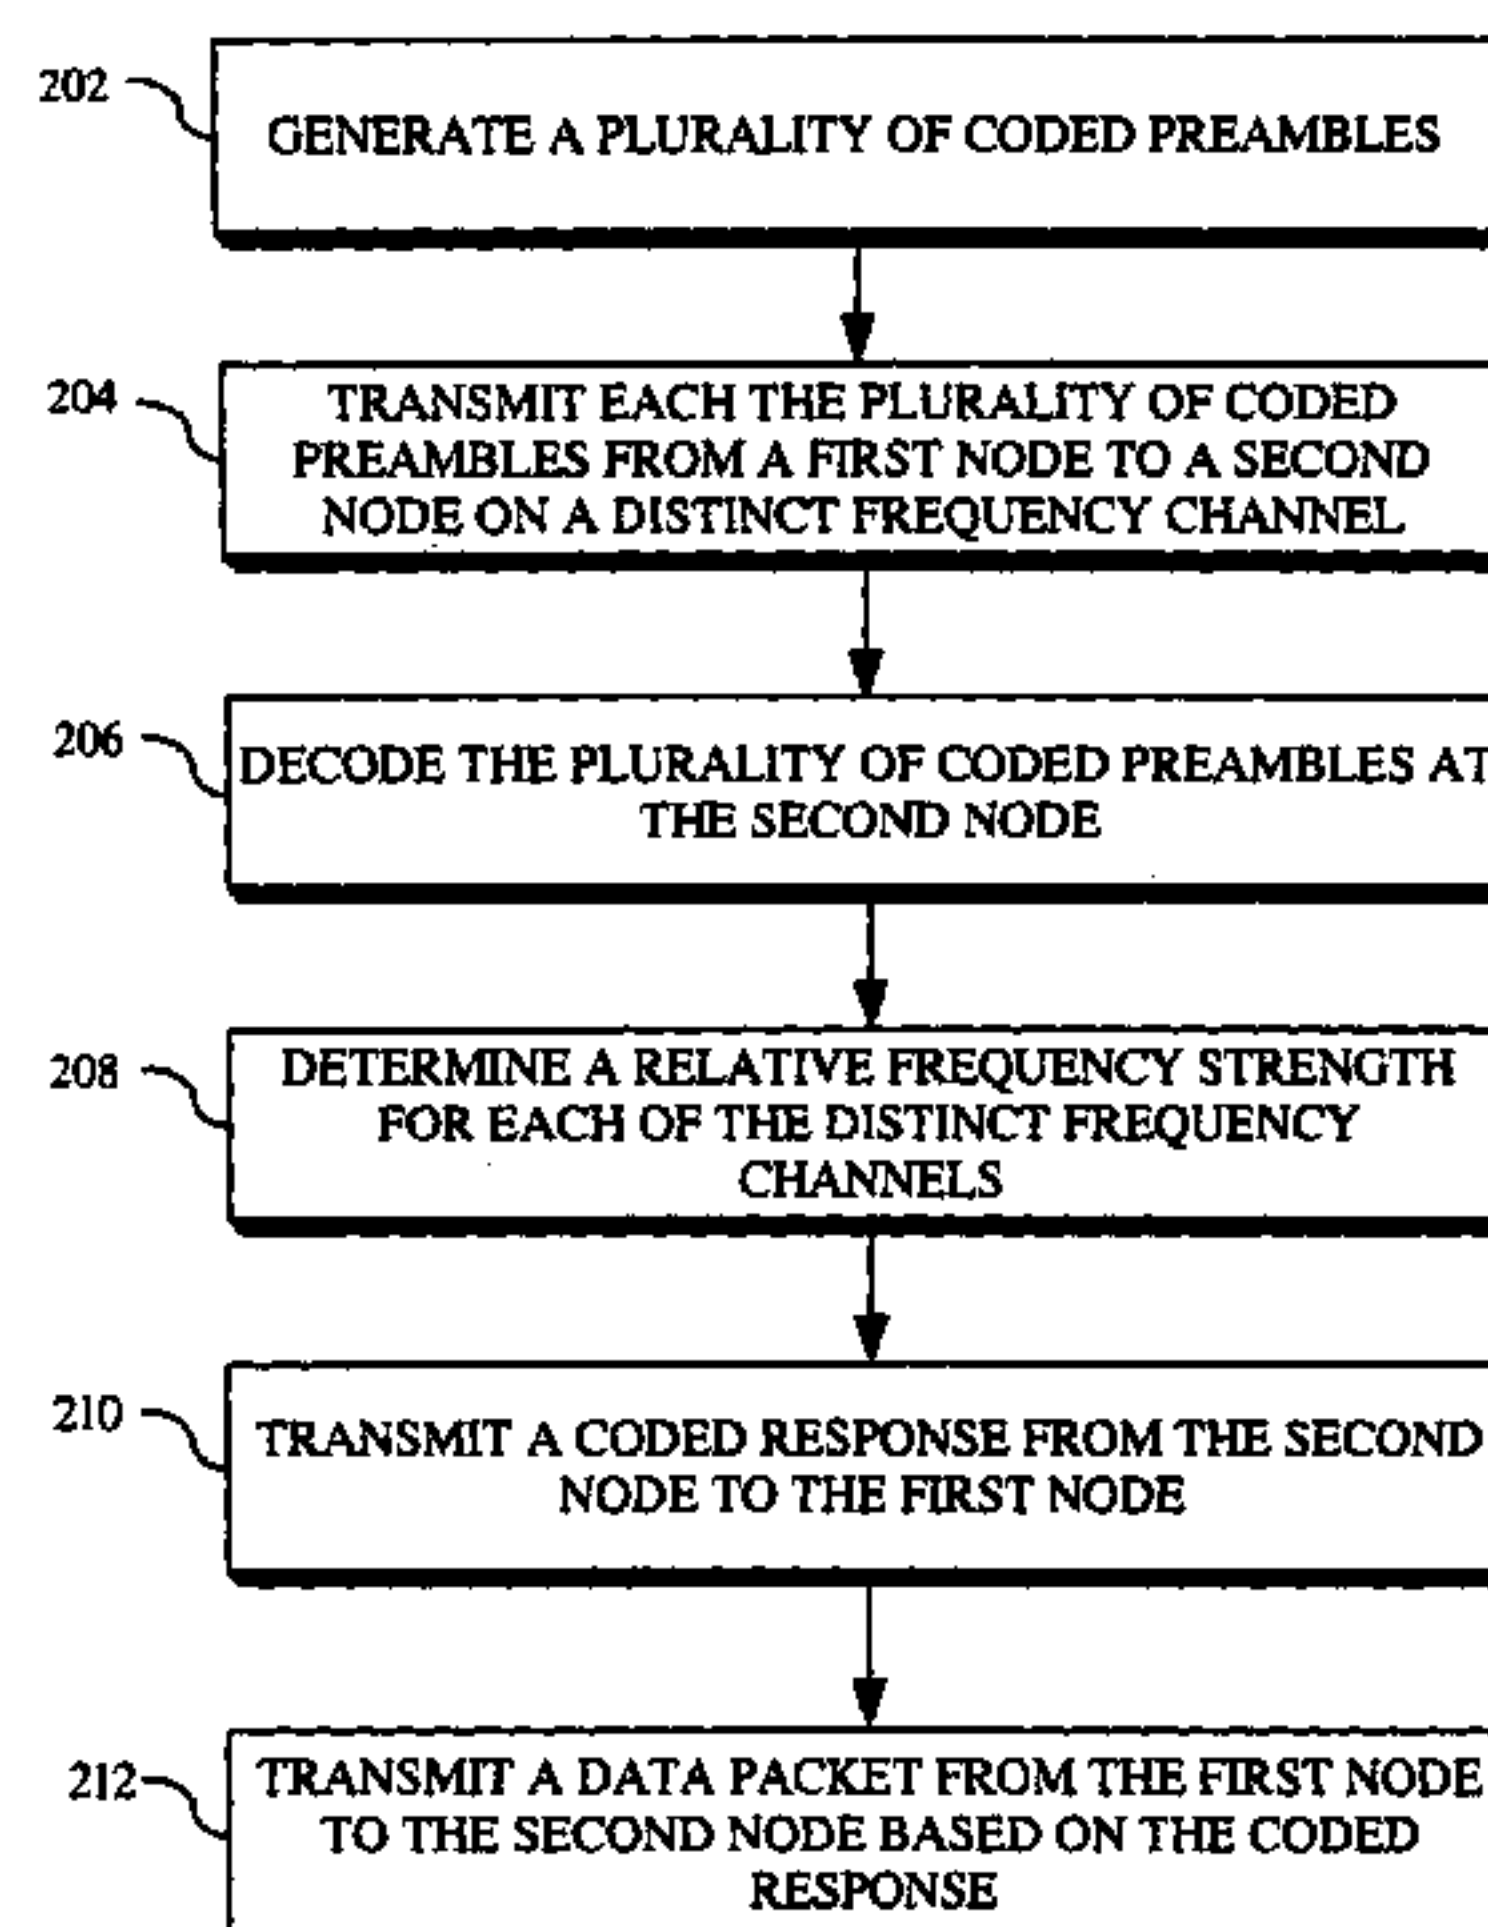 202
GENERATE A PLURALITY OF CODED PREAMBLES
204
TRANSMIT EACH THE PLURALITY OF CODED
PREAMBLES FROM A FIRST NODE TO A SECOND
NODE ON A DISTINCT FREQUENCY CHANNEL
206
DECODE THE PLURALITY OF CODED PREAMBLES AT
THE SECOND NODE
208
DETERMINE A RELATIVE FREQUENCY STRENGTH
FOR EACH OF THE DISTINCT FREQUENCY
CHANNELS
210
TRANSMIT A CODED RESPONSE FROM THE SECOND
NODE TO THE FIRST NODE
212
TRANSMIT A DATA PACKET FROM THE FIRST NODE
TO THE SECOND NODE BASED ON THE CODED
RESPONSE